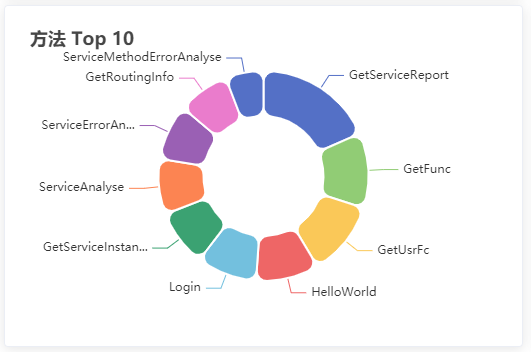 方法 Top 10
ServiceMethodErrorAnalyse
GetRoutingInfo
GetServiceReport
ServiceErrorAn...
GetFunc
ServiceAnalyse
GetServiceInstan...
GetUsrFc
Login
HelloWorld